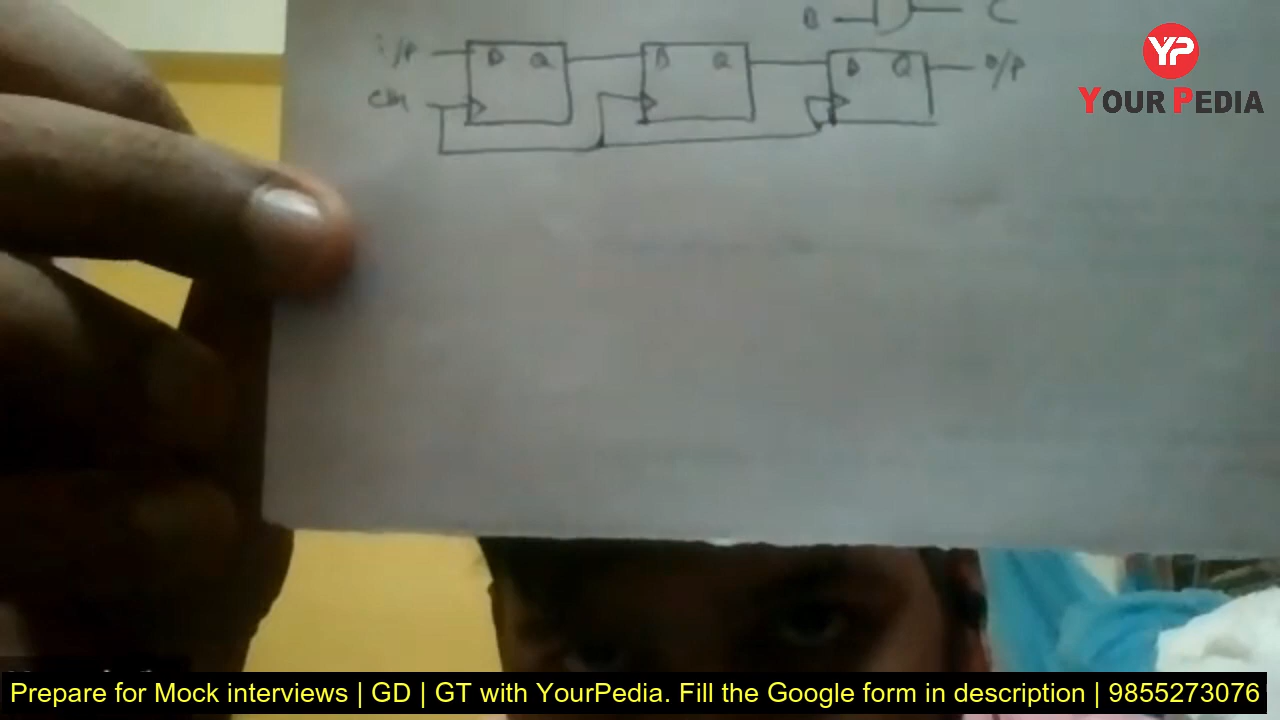 B C
YP
YOUR PEDIA
i/P D Q D Q D Q O/P
clk
Prepare for Mock interviews | GD | GT with YourPedia. Fill the Google form in description | 9855273076